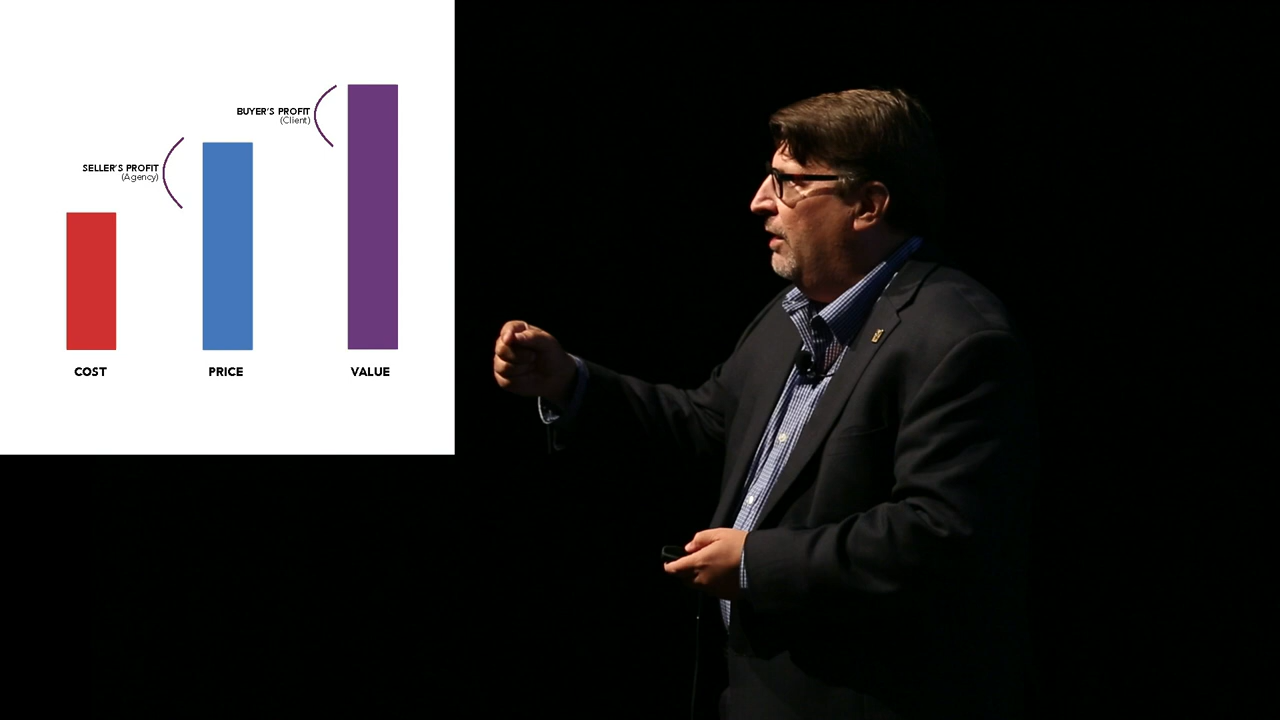 BUYER'S PROFIT
(Client)
SELLER'S PROFIT
(Agency)
COST
PRICE
VALUE